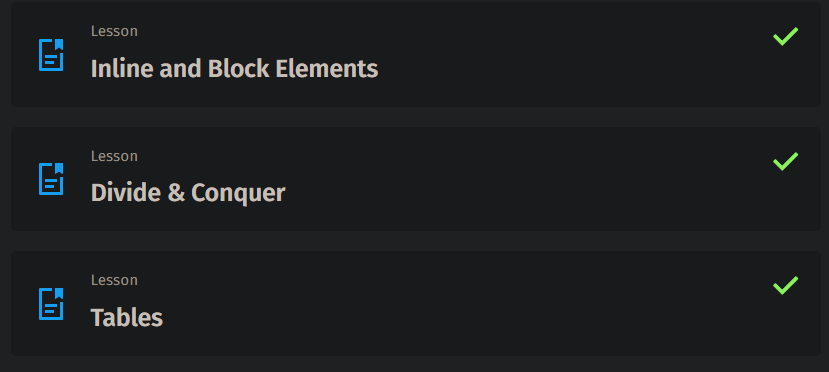 Lesson
Inline and Block Elements
Lesson
Divide & Conquer
Lesson
Tables